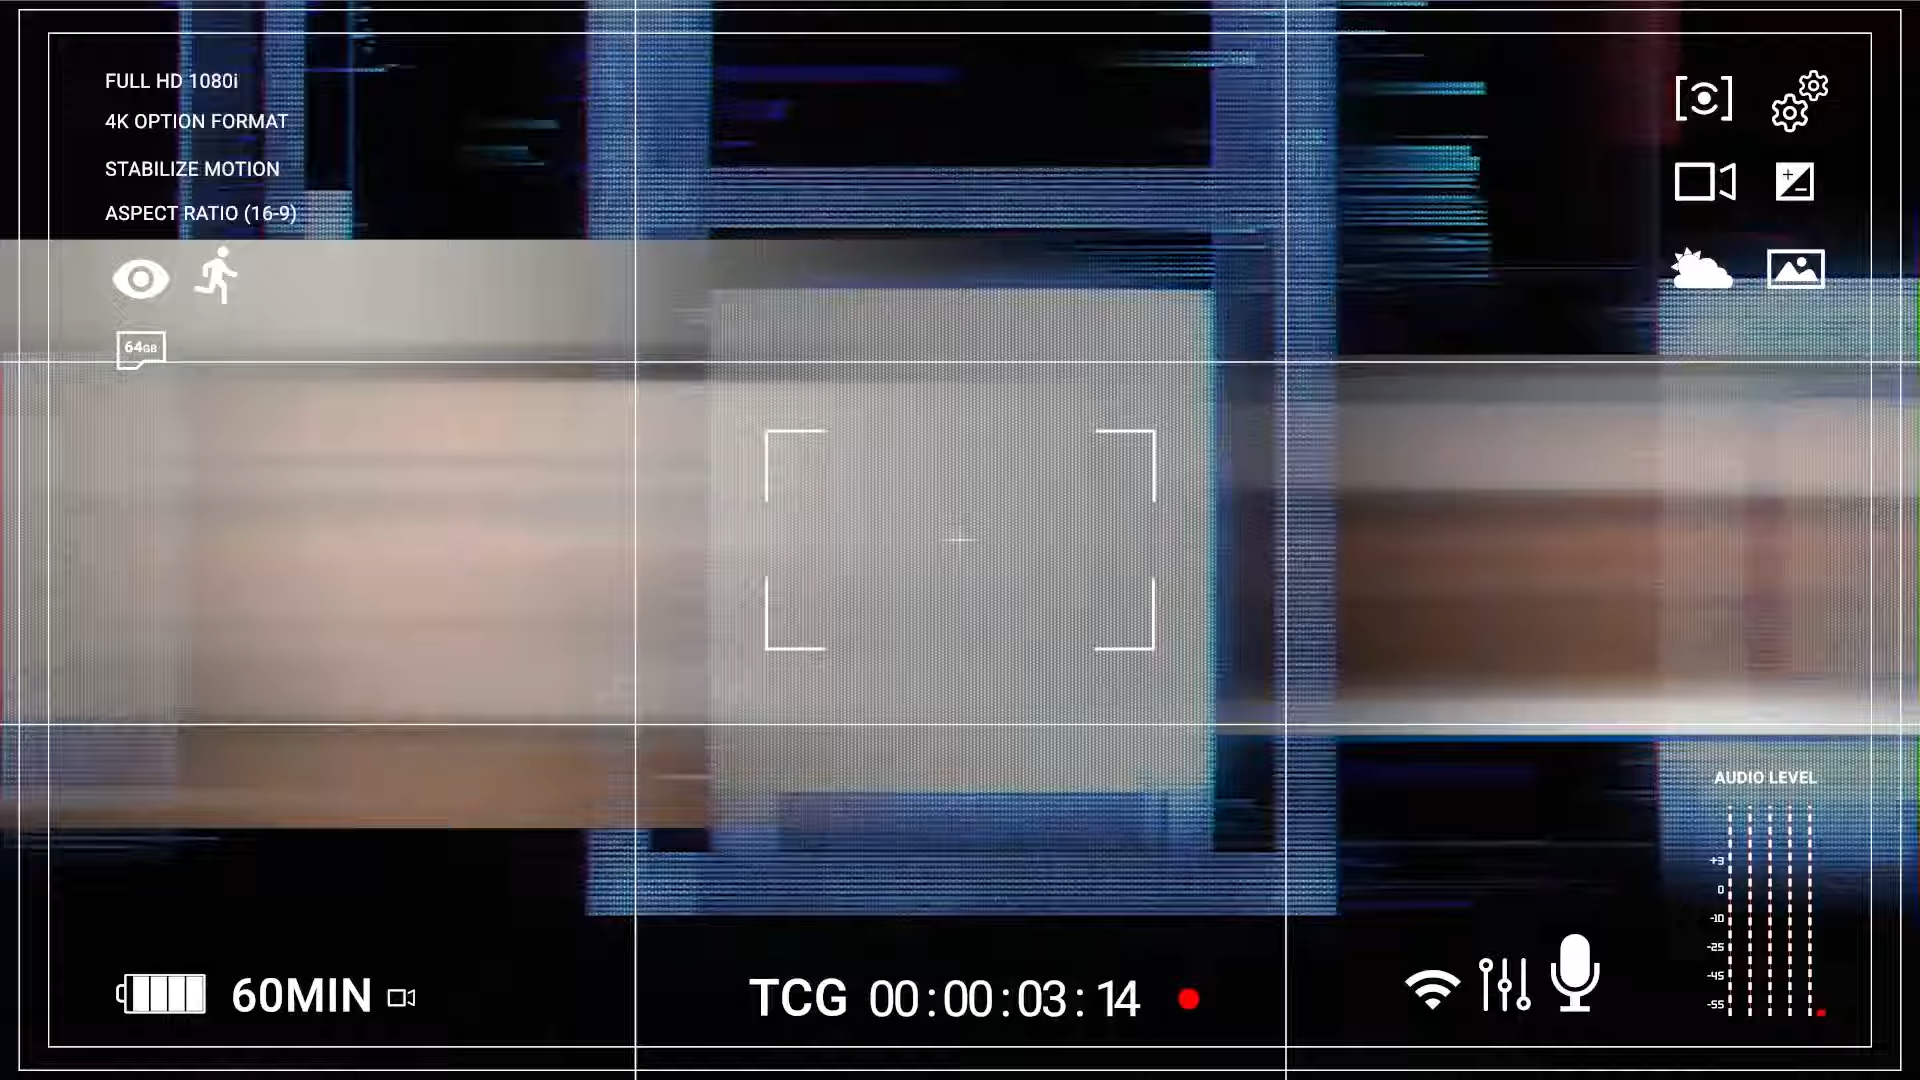 FULL HD 1080i
4K OPTION FORMAT
STABILIZE MOTION
ASPECT RATIO (16-9)
64GB
AUDIO LEVEL
+3
0
-10
-25
-45
-55
60MIN
TCG 00:00:03:14